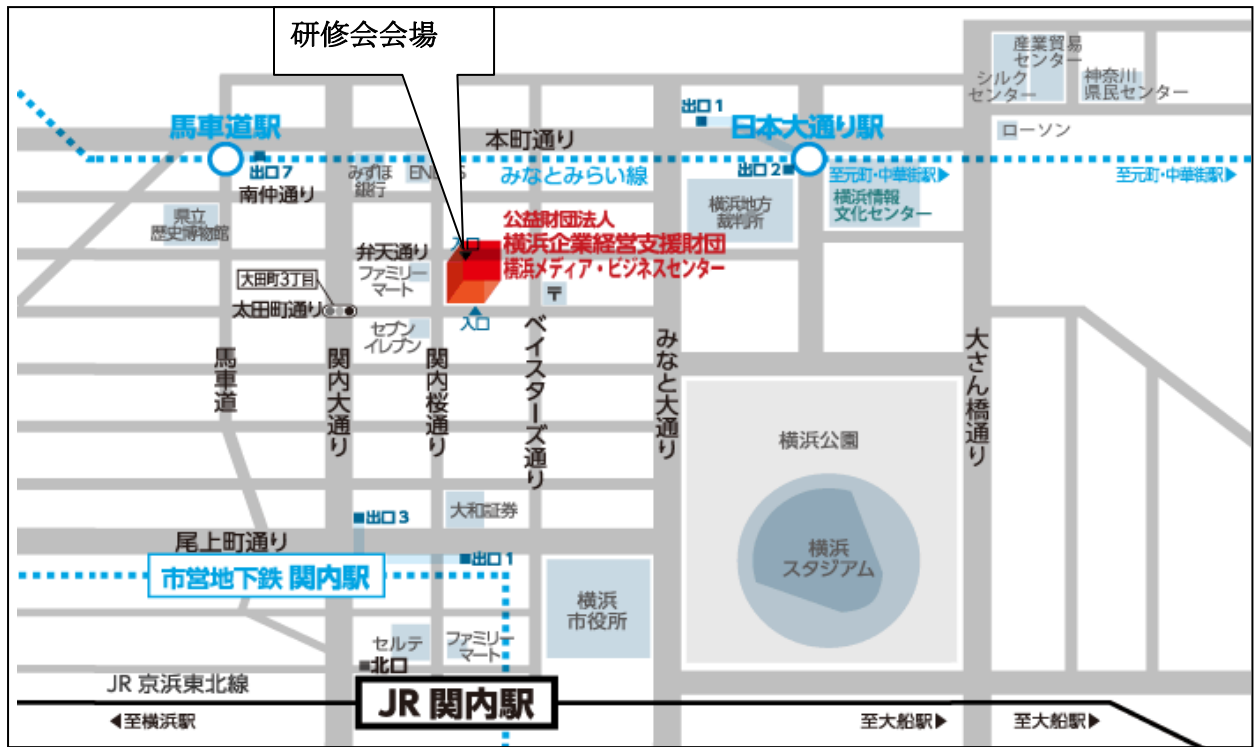 研修会会場
産業貿易
センター
シルク
センター
神奈川
県民センター
出口 1
馬車道駅
日本大通り駅
ローソン
本町通り
出口 7
みずほ
銀行
みなとみらい線
出口 2
至元町・中華街駅▶
至元町・中華街駅▶
南仲通り
横浜地方
裁判所
横浜情報
文化センター
県立
歴史博物館
公益財団法人
入口
横浜企業経営支援財団
横浜メディア・ビジネスセンター
弁天通り
ファミリー
マート
大田町3丁目
〒
太田町通り
入口
セブン
イレブン
馬車道
関内大通り
関内桜通り
ベイスターズ通り
みなと大通り
大さん橋通り
横浜公園
大和証券
出口 3
尾上町通り
出口 1
横浜
スタジアム
市営地下鉄 関内駅
横浜
市役所
セルテ
ファミリー
マート
北口
JR 京浜東北線
JR 関内駅
◀至横浜駅
至大船駅▶
至大船駅▶